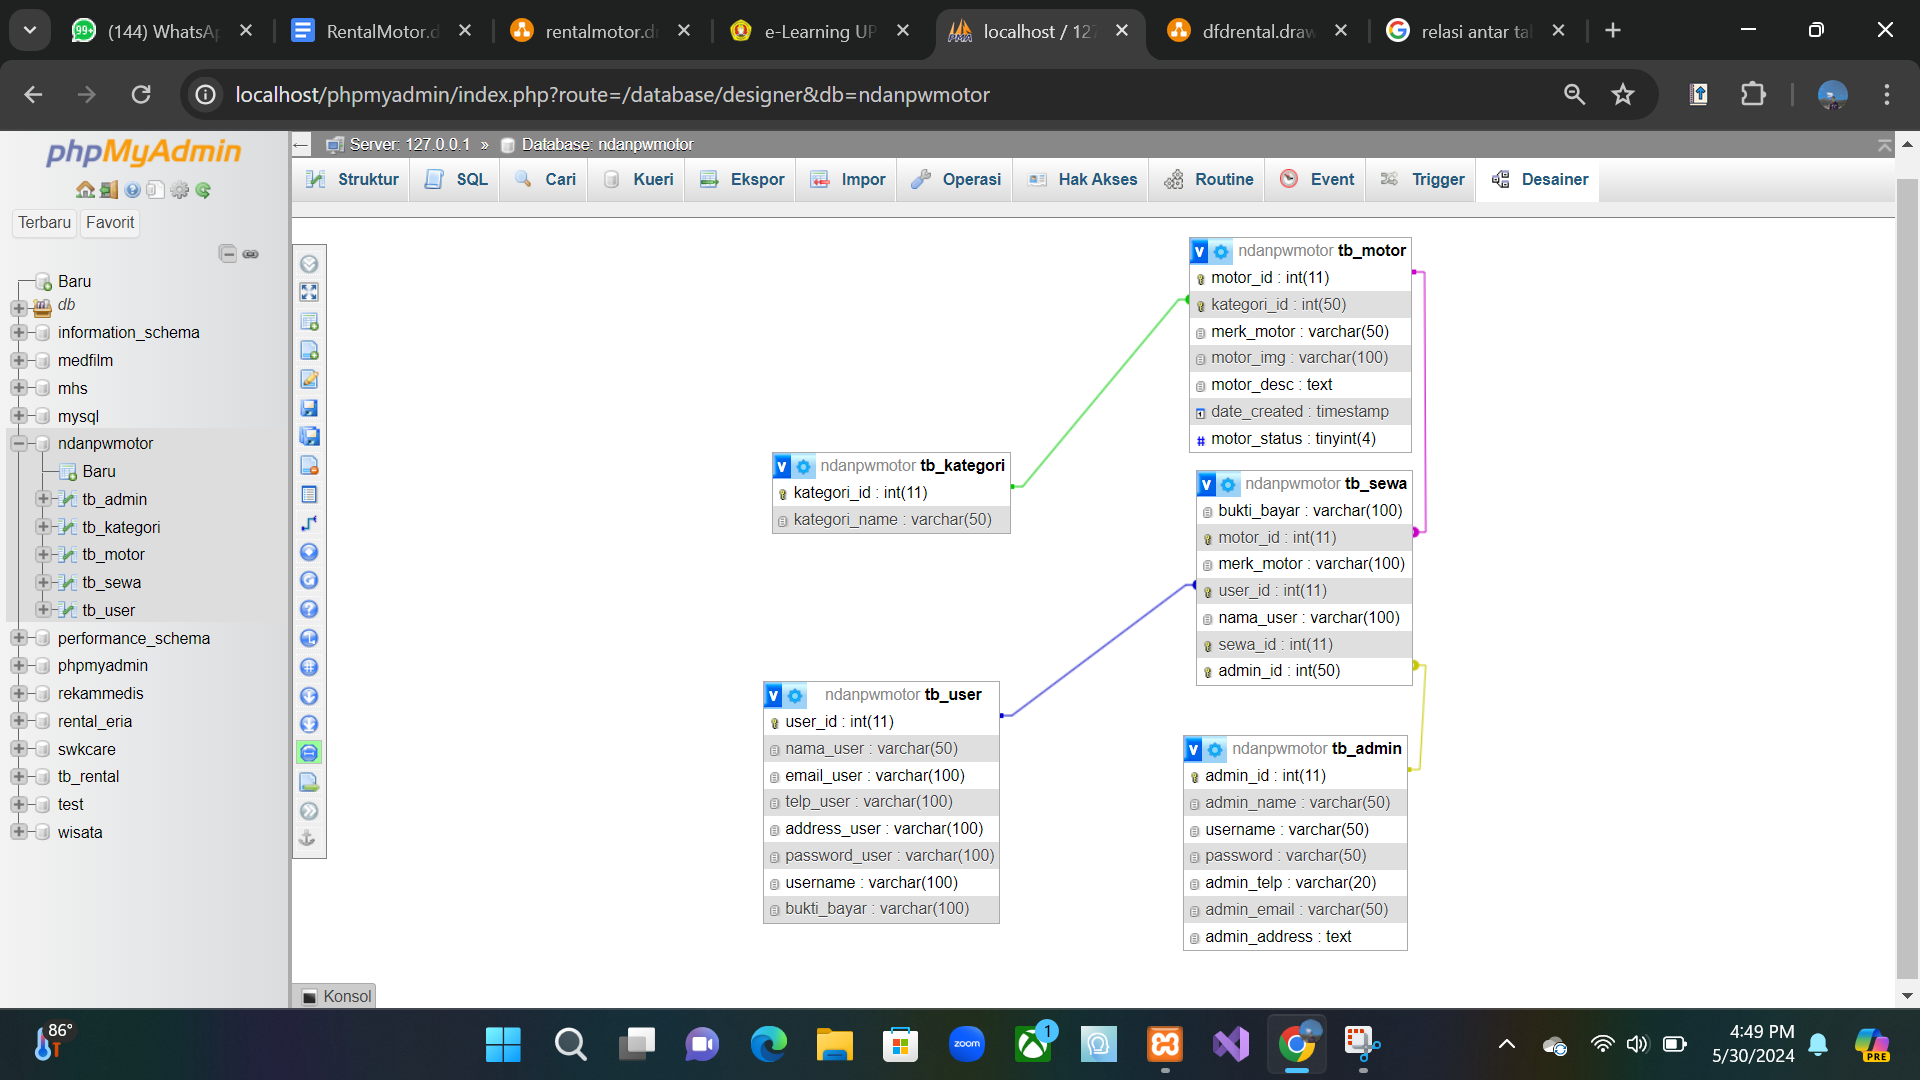 (144) WhatsAp
RentalMotor.d
rentalmotor.dr
e-Learning UP
localhost / 127
dfdrental.draw
relasi antar tal
localhost/phpmyadmin/index.php?route=/database/designer&db=ndanpwmotor
phpMyAdmin
Terbaru Favorit
Baru
db
information_schema
medfilm
mhs
mysql
ndanpwmotor
Baru
tb_admin
tb_kategori
tb_motor
tb_sewa
tb_user
performance_schema
phpmyadmin
rekammedis
rental_eria
swkcare
tb_rental
test
wisata
Server: 127.0.0.1 » Database: ndanpwmotor
Struktur SQL Cari Kueri Ekspor Impor Operasi Hak Akses Routine Event Trigger Desainer
v ndanpwmotor tb_motor
motor_id : int(11)
kategori_id : int(50)
merk_motor : varchar(50)
motor_img : varchar(100)
motor_desc : text
date_created : timestamp
# motor_status : tinyint(4)
v ndanpwmotor tb_kategori
kategori_id : int(11)
kategori_name : varchar(50)
v ndanpwmotor tb_sewa
bukti_bayar : varchar(100)
motor_id : int(11)
merk_motor : varchar(100)
user_id : int(11)
nama_user : varchar(100)
sewa_id : int(11)
admin_id : int(50)
v ndanpwmotor tb_user
user_id : int(11)
nama_user : varchar(50)
email_user : varchar(100)
telp_user : varchar(100)
address_user : varchar(100)
password_user : varchar(100)
username : varchar(100)
bukti_bayar : varchar(100)
v ndanpwmotor tb_admin
admin_id : int(11)
admin_name : varchar(50)
username : varchar(50)
password : varchar(50)
admin_telp : varchar(20)
admin_email : varchar(50)
admin_address : text
Konsol
86°
zoom
1
4:49 PM
5/30/2024
PRE